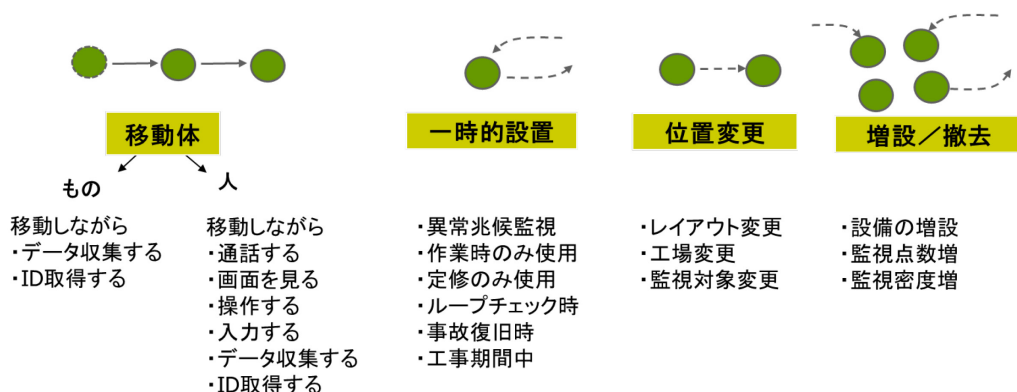 移動体
もの
移動しながら
・データ収集する
・ID取得する
人
移動しながら
・通話する
・画面を見る
・操作する
・入力する
・データ収集する
・ID取得する
一時的設置
・異常兆候監視
・作業時のみ使用
・定修のみ使用
・ループチェック時
・事故復旧時
・工事期間中
位置変更
・レイアウト変更
・工場変更
・監視対象変更
増設／撤去
・設備の増設
・監視点数増
・監視密度増